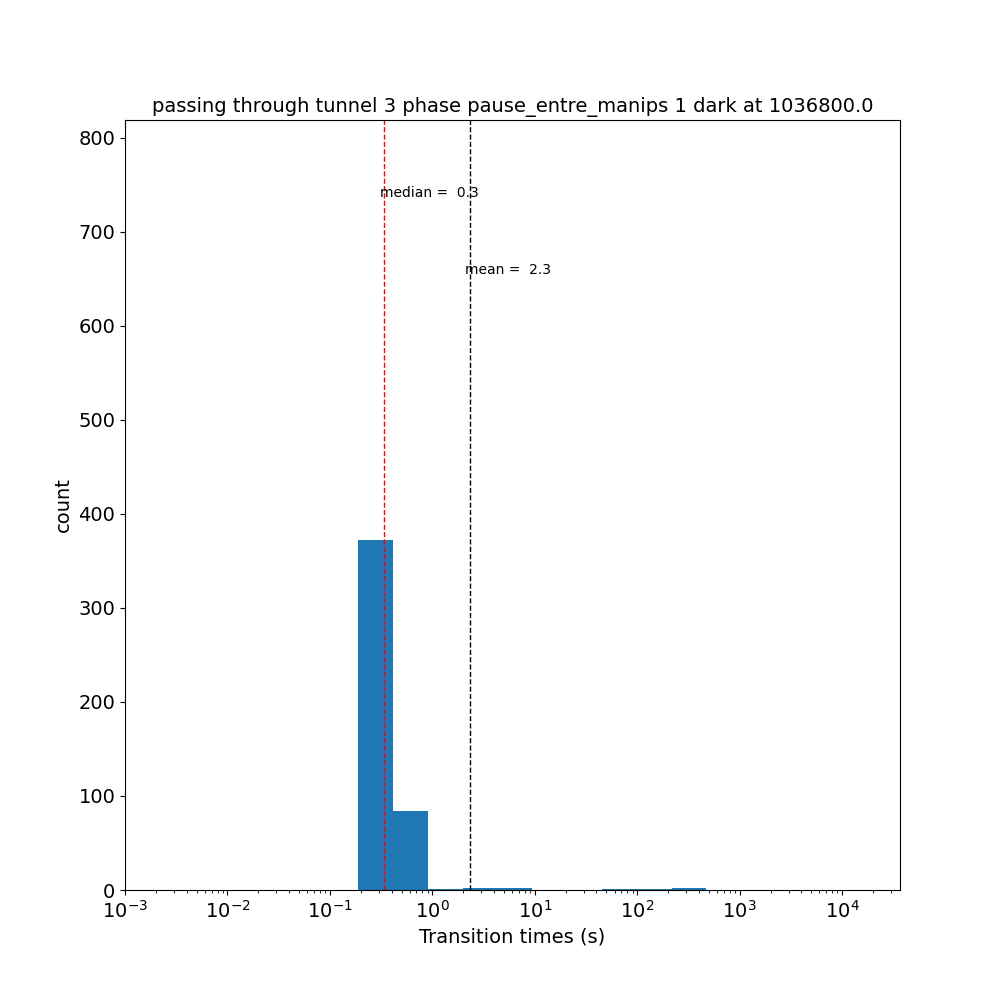 passing through tunnel 3 phase pause_entre_manips 1 dark at 1036800.0
800
median =  0.3
700
mean =  2.3
600
500
count
400
300
200
100
0
10⁻³ 10⁻² 10⁻¹ 10⁰ 10¹ 10² 10³ 10⁴
Transition times (s)